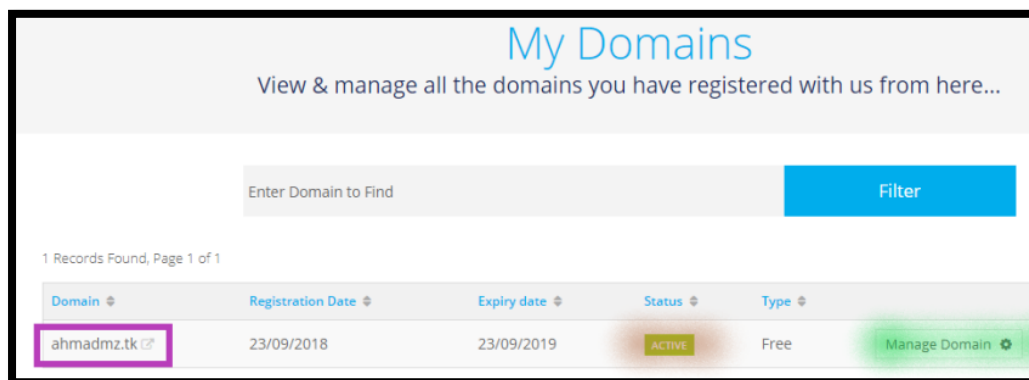 My Domains
View & manage all the domains you have registered with us from here...
Enter Domain to Find
Filter
1 Records Found, Page 1 of 1
Domain Registration Date Expiry date Status Type
ahmadmz.tk 23/09/2018 23/09/2019 ACTIVE Free Manage Domain